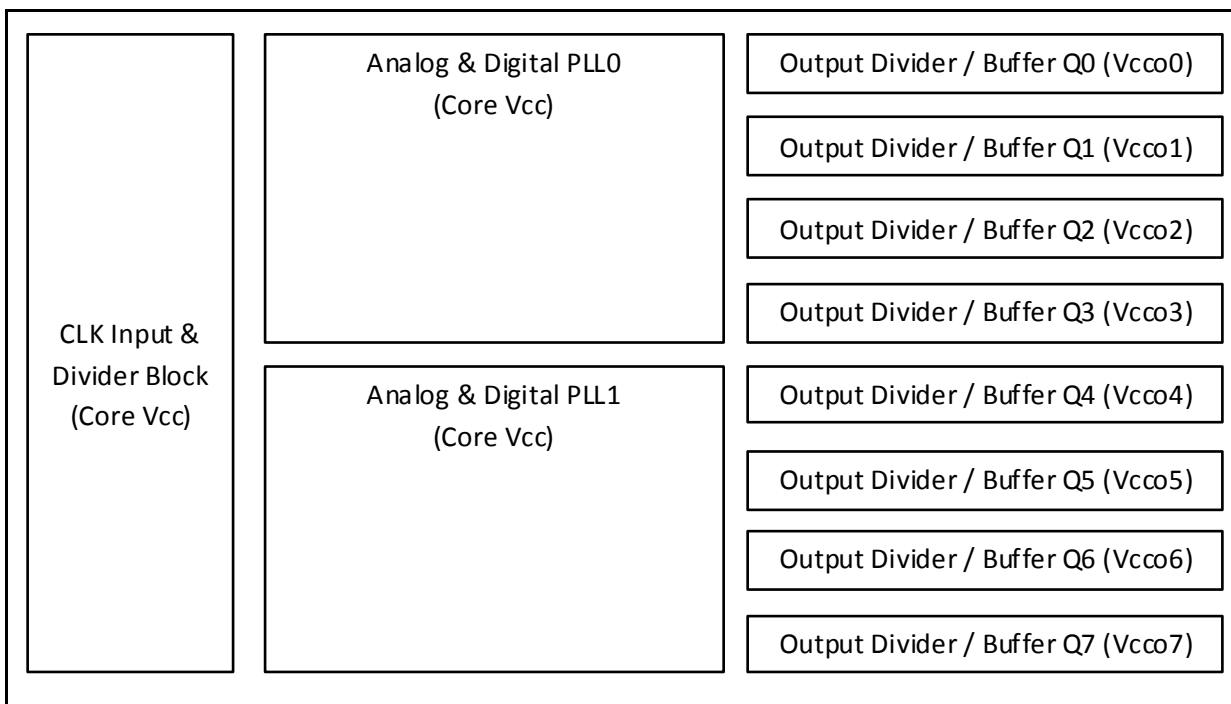 CLK Input &
Divider Block
(Core Vcc)
Analog & Digital PLL0
(Core Vcc)
Analog & Digital PLL1
(Core Vcc)
Output Divider / Buffer Q0 (Vcco0)
Output Divider / Buffer Q1 (Vcco1)
Output Divider / Buffer Q2 (Vcco2)
Output Divider / Buffer Q3 (Vcco3)
Output Divider / Buffer Q4 (Vcco4)
Output Divider / Buffer Q5 (Vcco5)
Output Divider / Buffer Q6 (Vcco6)
Output Divider / Buffer Q7 (Vcco7)